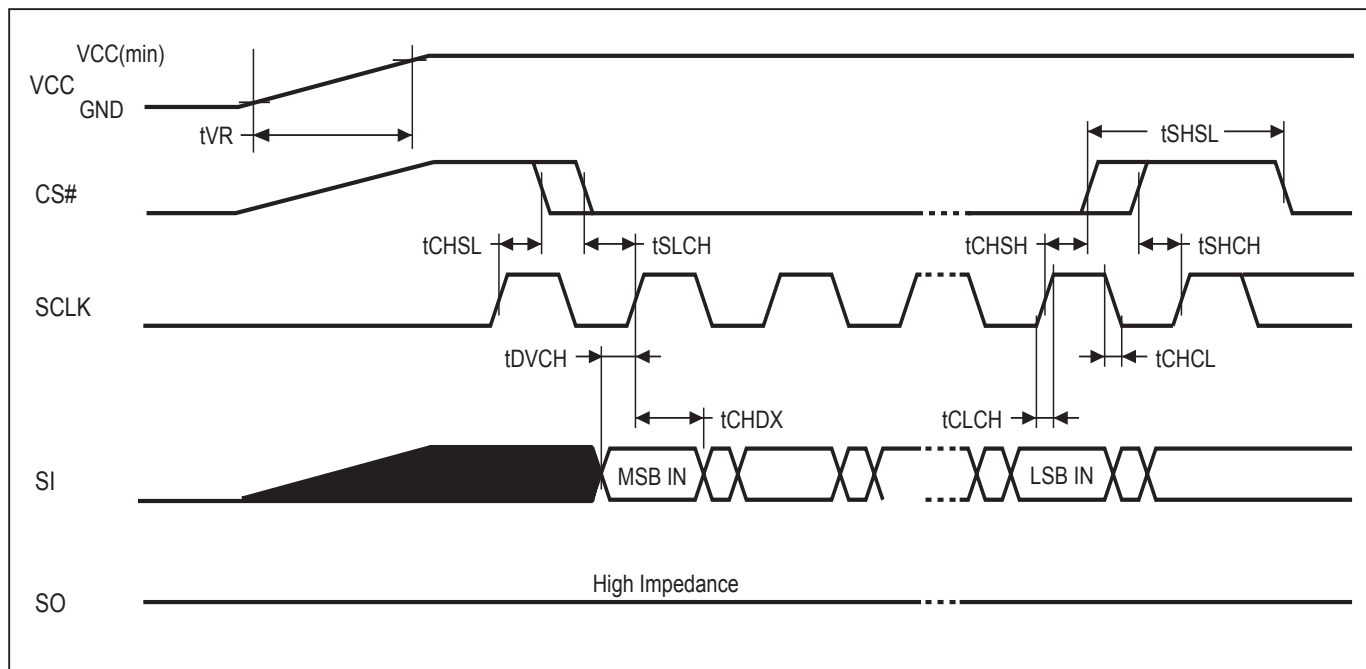 VCC(min)
VCC
GND
tVR
tSHSL
CS#
tCHSL
tSLCH
tCHSH
tSHCH
SCLK
tDVCH
tCHCL
tCHDX
tCLCH
SI
MSB IN
LSB IN
High Impedance
SO